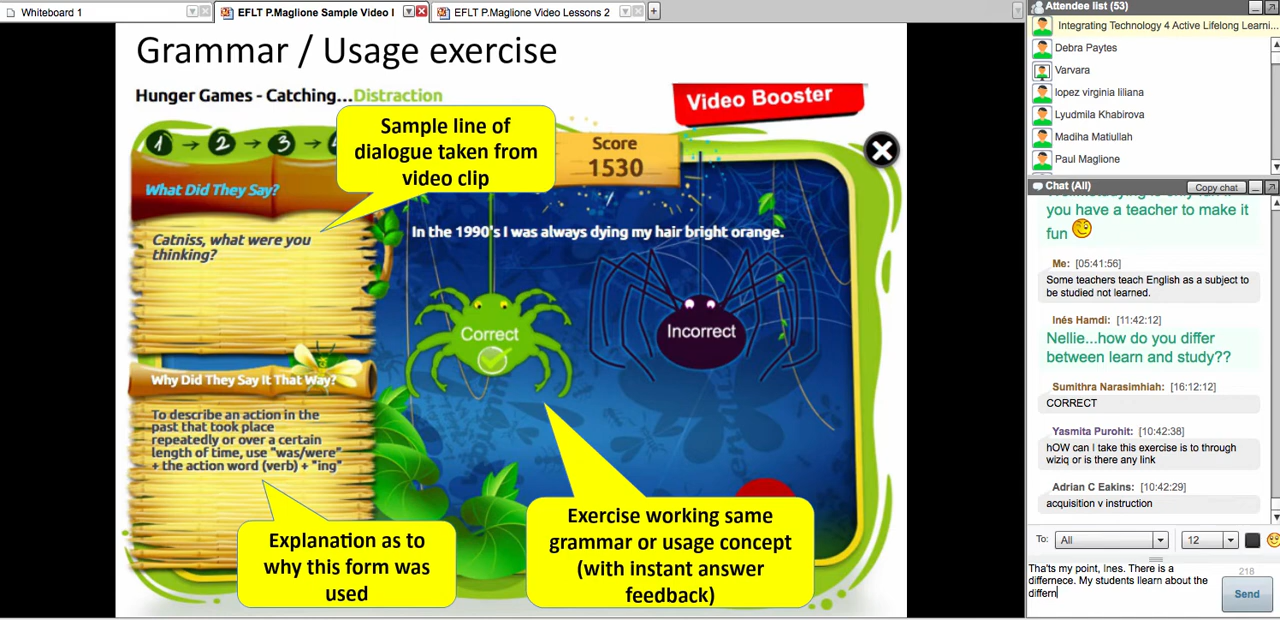 Whiteboard 1
EFLT P.Maglione Sample Video l
EFLT P.Maglione Video Lessons 2
Grammar / Usage exercise
Hunger Games - Catching...Distraction
Video Booster
1 → 2 → 3 →
Sample line of
dialogue taken from
video clip
Score
1530
What Did They Say?
Catniss, what were you
thinking?
In the 1990's I was always dying my hair bright orange.
Correct
Incorrect
Why Did They Say It That Way?
To describe an action in the
past that took place
repeatedly or over a certain
length of time, use "was/were"
+ the action word (verb) + "ing"
Explanation as to
why this form was
used
Exercise working same
grammar or usage concept
(with instant answer
feedback)
Attendee list (53)
Integrating Technology 4 Active Lifelong Learni...
Debra Paytes
Varvara
lopez virginia liliana
Lyudmila Khabirova
Madiha Matiullah
Paul Maglione
Chat (All)
Copy chat
you have a teacher to make it
fun
Me: [05:41:56]
Some teachers teach English as a subject to
be studied not learned.
Inés Hamdi: [11:42:12]
Nellie...how do you differ
between learn and study??
Sumithra Narasimhiah: [16:12:12]
CORRECT
Yasmita Purohit: [10:42:38]
hOW can I take this exercise is to through
wiziq or is there any link
Adrian C Eakins: [10:42:29]
acquisition v instruction
To: All 12
Tha'ts my point, Ines. There is a
differnece. My students llearn about the
differn
218
Send